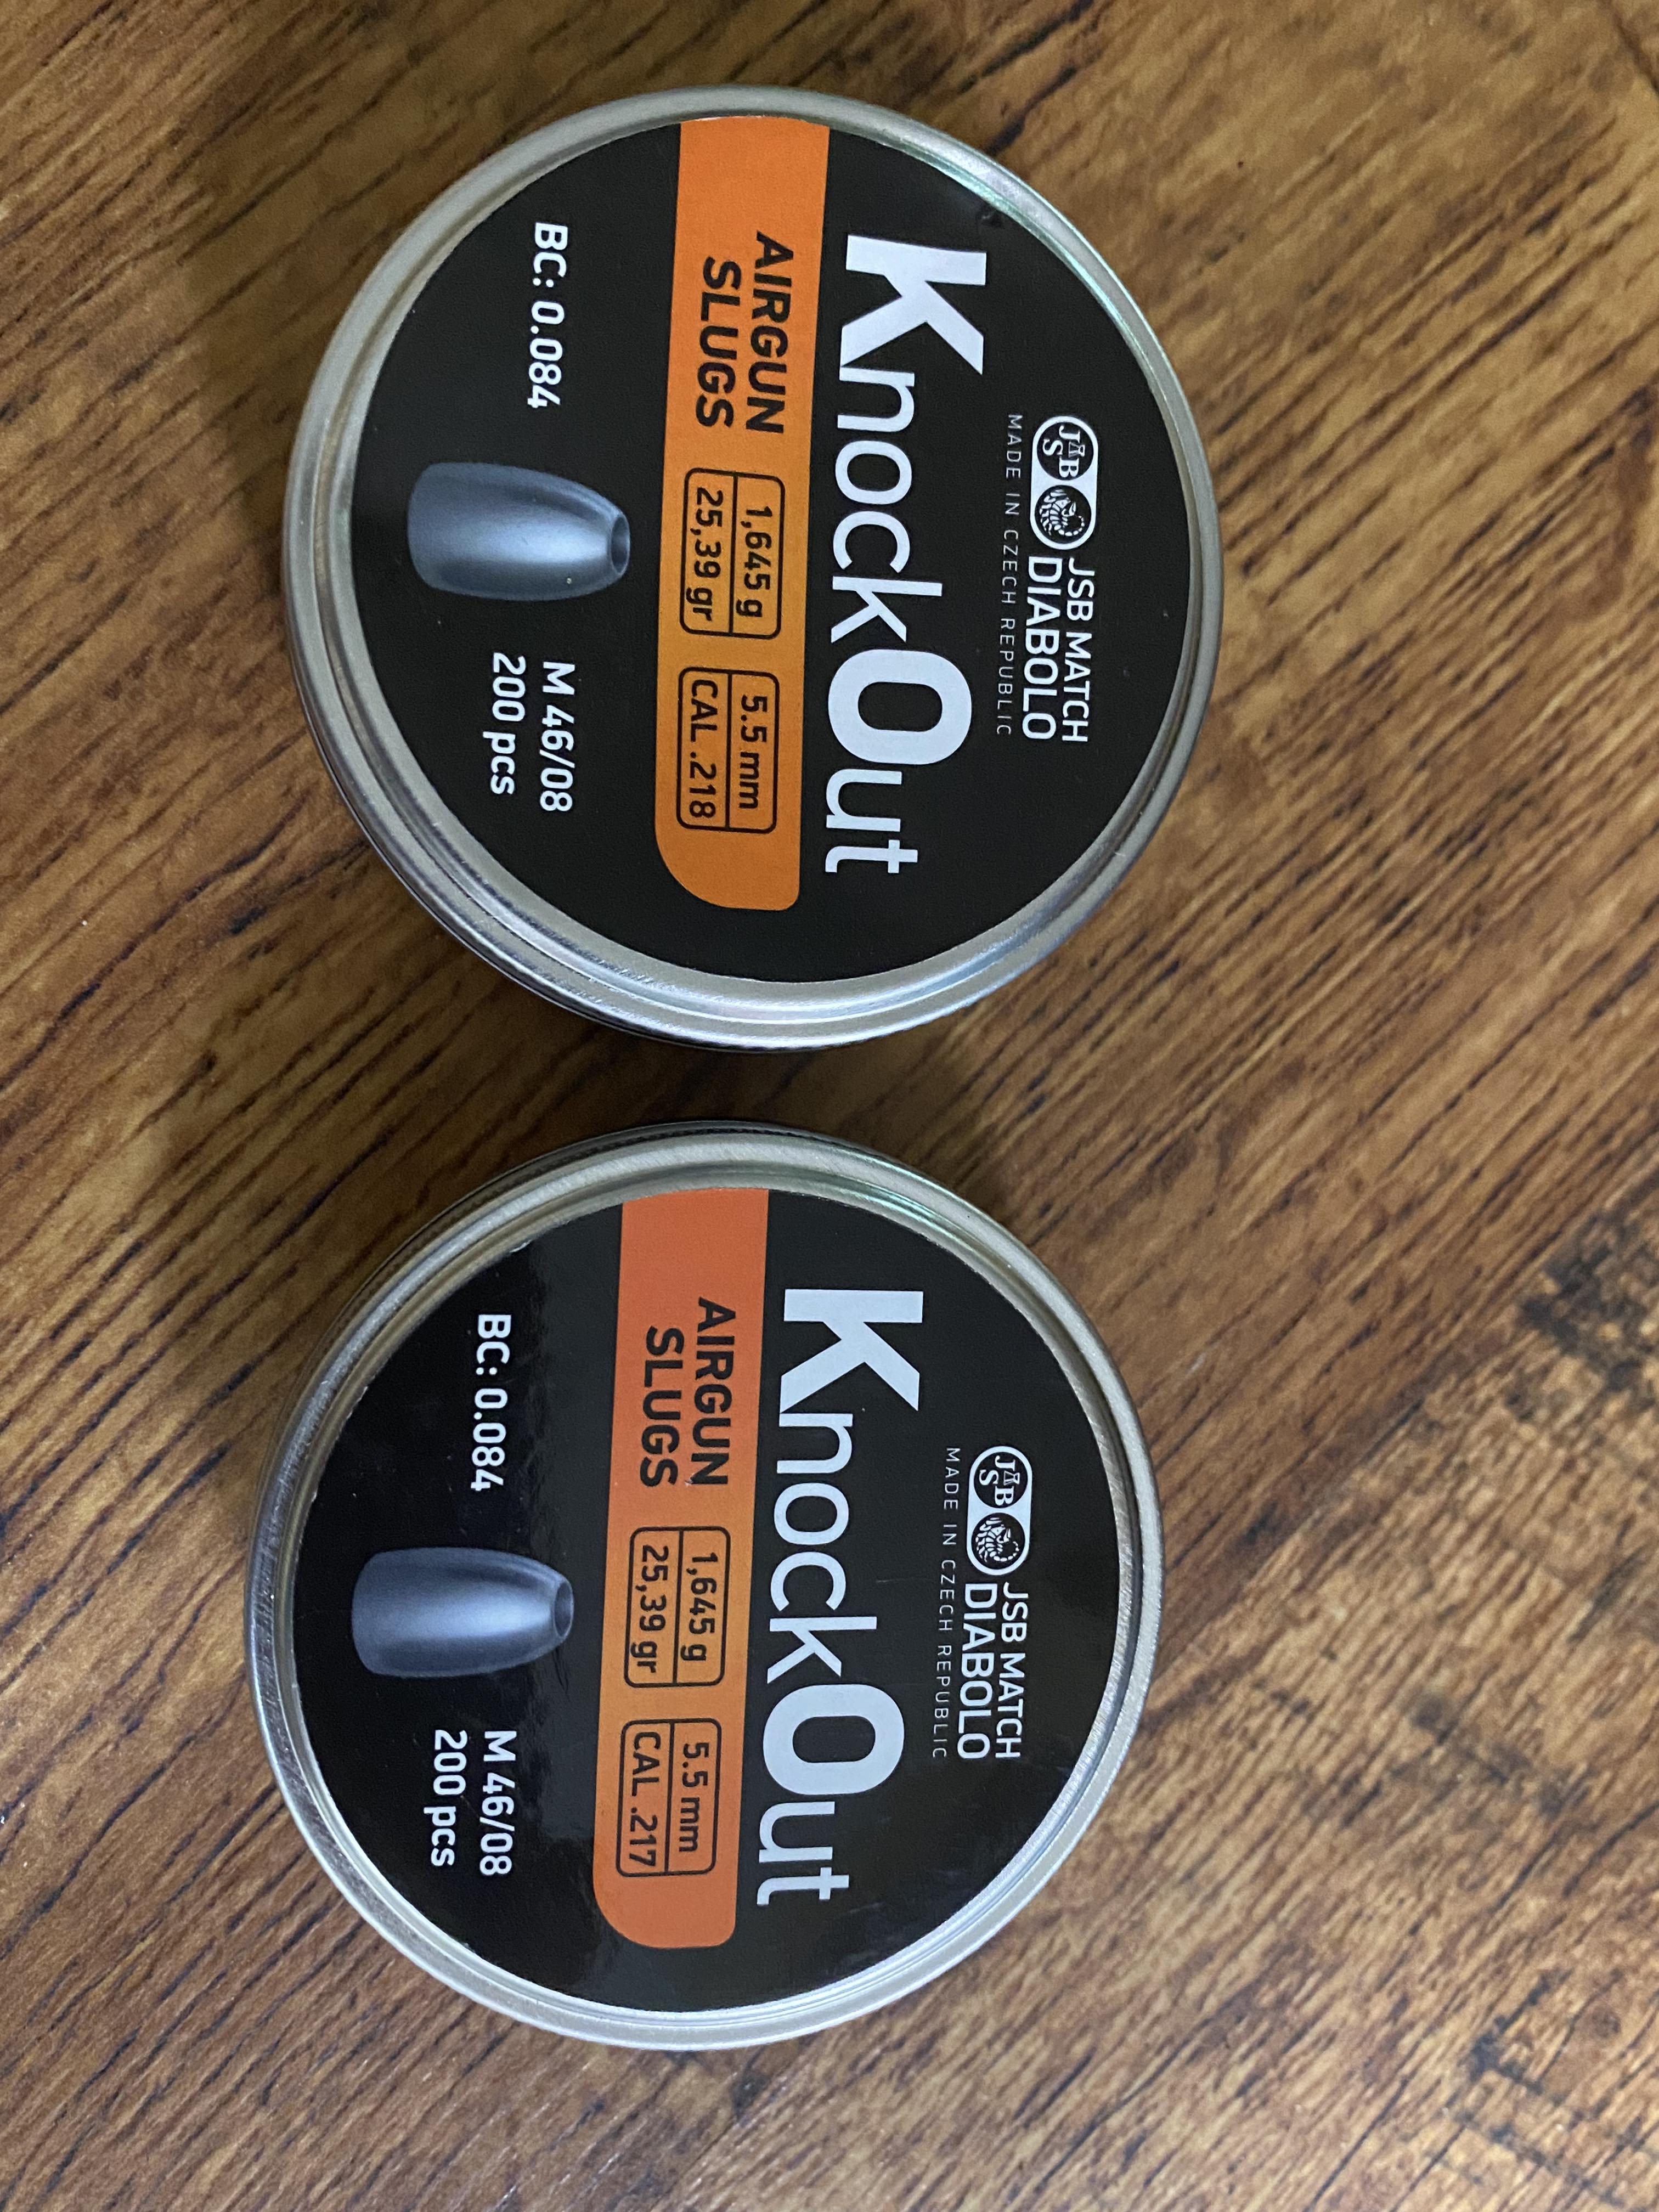 JSB
JSB MATCH
DIABOLO
MADE IN CZECH REPUBLIC
KnockOut
AIRGUN
SLUGS
1,645 g
25,39 gr
5.5 mm
CAL .218
BC: 0.084
M 46/08
200 pcs
JSB
JSB MATCH
DIABOLO
MADE IN CZECH REPUBLIC
KnockOut
AIRGUN
SLUGS
1,645 g
25,39 gr
5.5 mm
CAL .217
BC: 0.084
M 46/08
200 pcs